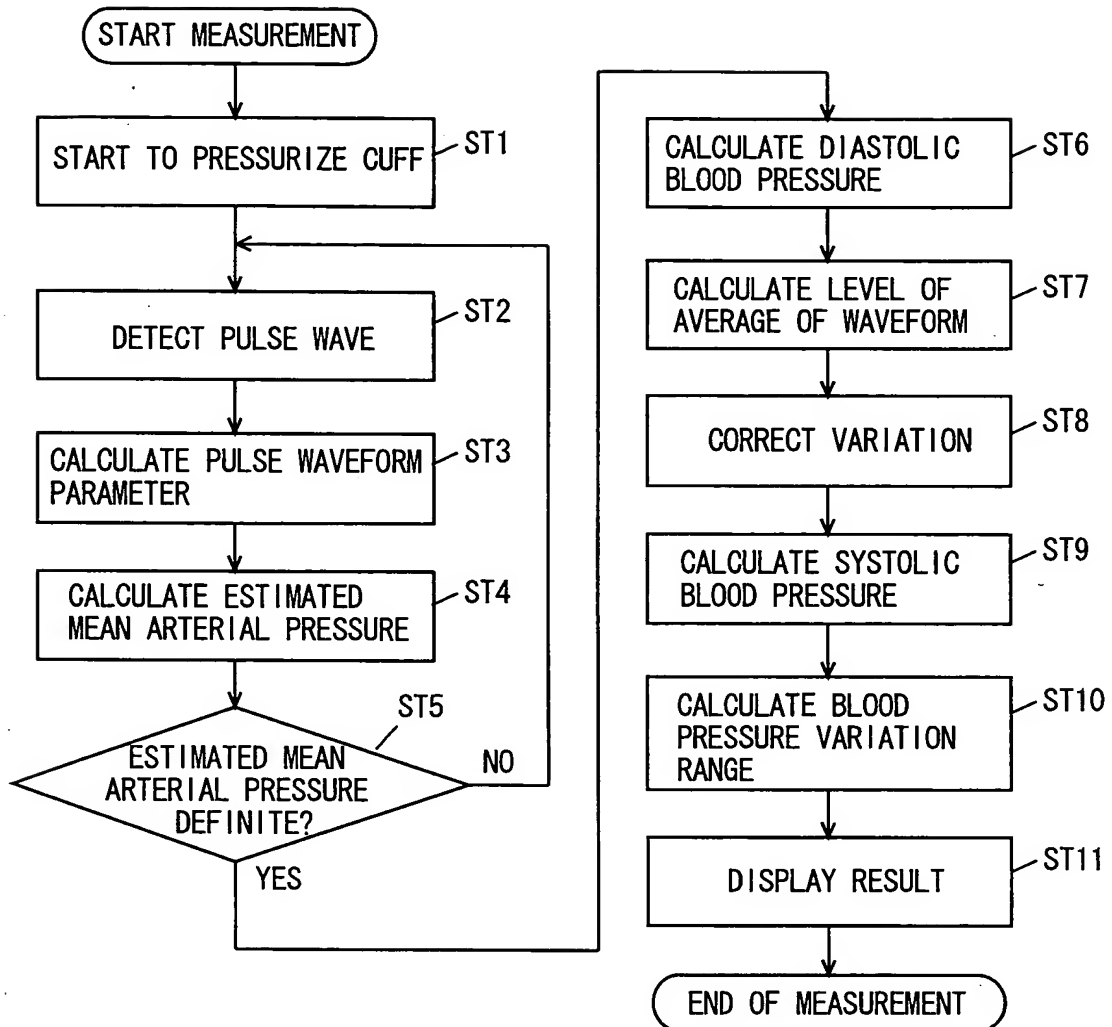 START MEASUREMENT
START TO PRESSURIZE CUFF
ST1
DETECT PULSE WAVE
ST2
CALCULATE PULSE WAVEFORM
PARAMETER
ST3
CALCULATE ESTIMATED
MEAN ARTERIAL PRESSURE
ST4
ST5
ESTIMATED MEAN
ARTERIAL PRESSURE
DEFINITE?
NO
YES
CALCULATE DIASTOLIC
BLOOD PRESSURE
ST6
CALCULATE LEVEL OF
AVERAGE OF WAVEFORM
ST7
CORRECT VARIATION
ST8
CALCULATE SYSTOLIC
BLOOD PRESSURE
ST9
CALCULATE BLOOD
PRESSURE VARIATION
RANGE
ST10
DISPLAY RESULT
ST11
END OF MEASUREMENT